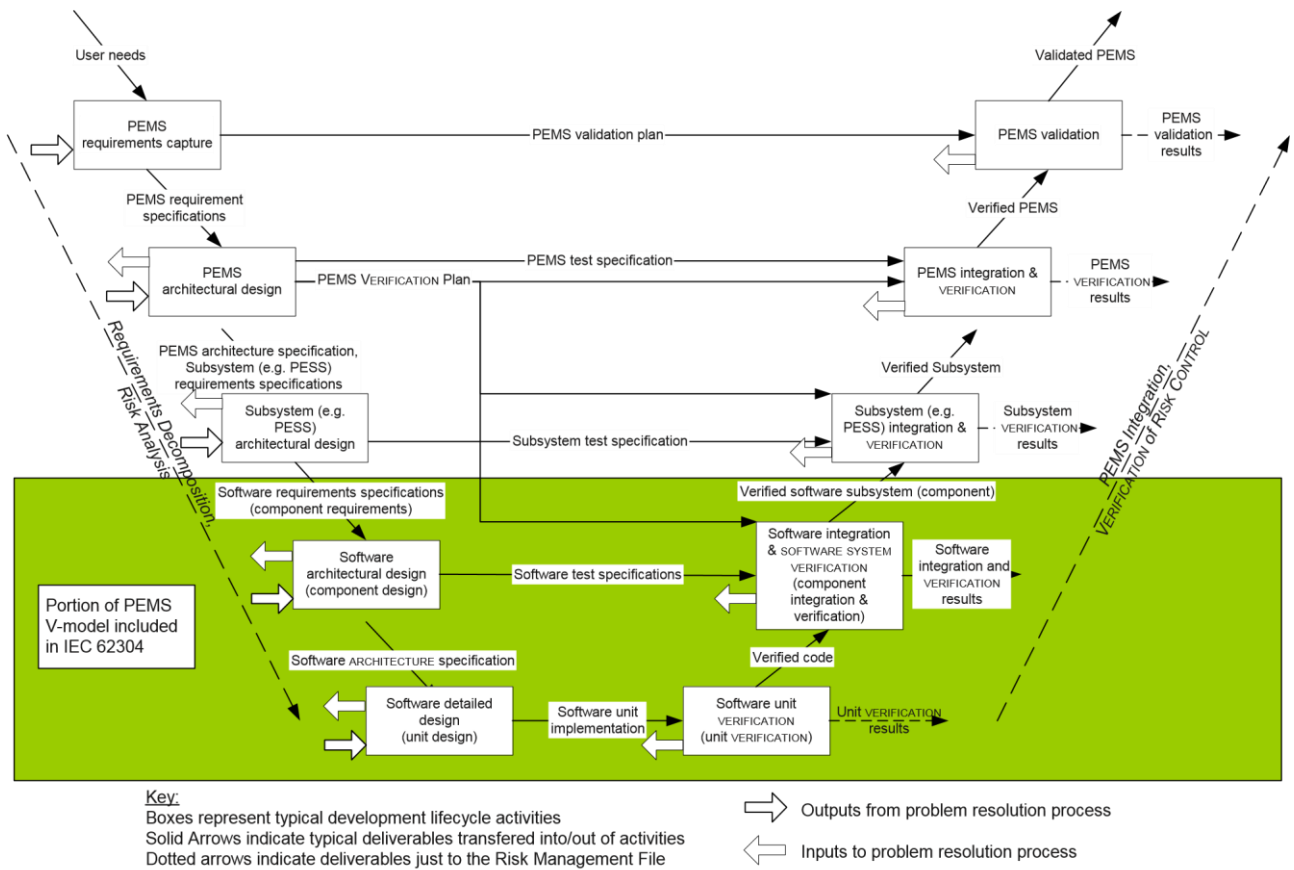 User needs
Validated PEMS
PEMS
requirements capture
PEMS validation plan
PEMS validation
PEMS
validation
results
PEMS requirement
specifications
Verified PEMS
PEMS
architectural design
PEMS test specification
PEMS VERIFICATION Plan
PEMS integration &
VERIFICATION
PEMS
VERIFICATION
results
Requirements Decomposition,
Risk Analysis
PEMS Integration,
VERIFICATION of RISK CONTROL
PEMS architecture specification,
Subsystem (e.g. PESS)
requirements specifications
Verified Subsystem
Subsystem (e.g.
PESS)
architectural design
Subsystem test specification
Subsystem (e.g.
PESS) integration &
VERIFICATION
Subsystem
VERIFICATION
results
Software requirements specifications
(component requirements)
Verified software subsystem (component)
Software
architectural design
(component design)
Software test specifications
Software integration
& SOFTWARE SYSTEM
VERIFICATION
(component
integration &
verification)
Software
integration and
VERIFICATION
results
Portion of PEMS
V-model included
in IEC 62304
Software ARCHITECTURE specification
Verified code
Software detailed
design
(unit design)
Software unit
implementation
Software unit
VERIFICATION
(unit VERIFICATION)
Unit VERIFICATION
results
Key:
Boxes represent typical development lifecycle activities
Solid Arrows indicate typical deliverables transfered into/out of activities
Dotted arrows indicate deliverables just to the Risk Management File
Outputs from problem resolution process
Inputs to problem resolution process